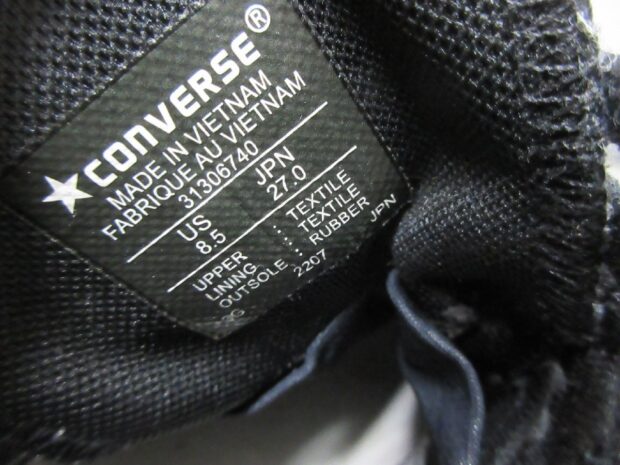 CONVERSE®
MADE IN VIETNAM
FABRIQUE AU VIETNAM
31306740
US JPN
8.5 27.0
UPPER : TEXTILE
LINING : TEXTILE
OUTSOLE : RUBBER
2207 JPN